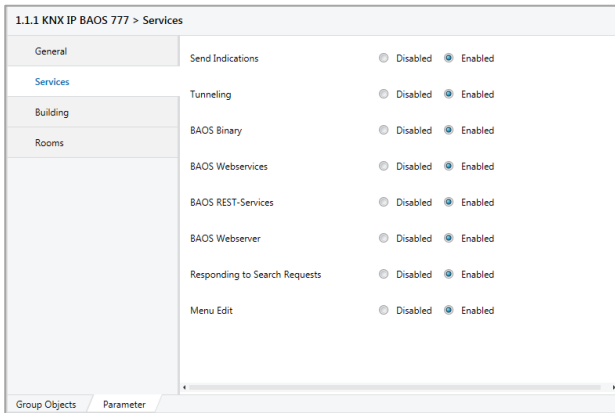 1.1.1 KNX IP BAOS 777 > Services
General
Services
Building
Rooms
Send Indications Disabled Enabled
Tunneling Disabled Enabled
BAOS Binary Disabled Enabled
BAOS Webservices Disabled Enabled
BAOS REST-Services Disabled Enabled
BAOS Webserver Disabled Enabled
Responding to Search Requests Disabled Enabled
Menu Edit Disabled Enabled
Group Objects Parameter